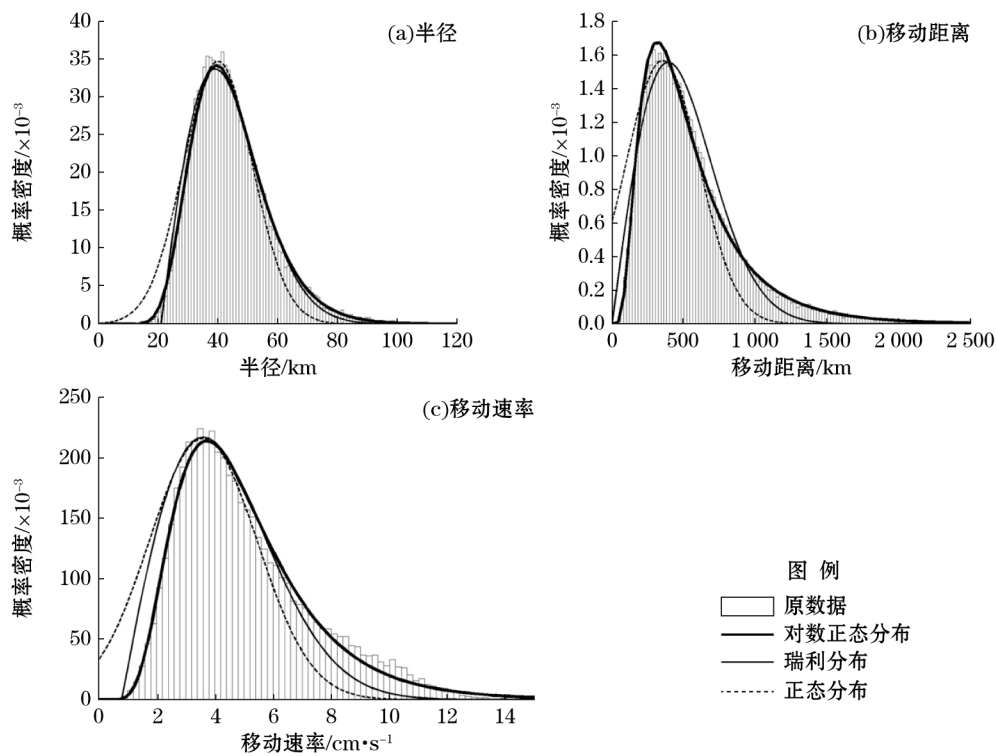 (a)半径
40
35
30
25
20
15
10
5
0
概率密度/×10⁻³
0 20 40 60 80 100 120
半径/km
(b)移动距离
1.8
1.6
1.4
1.2
1.0
0.8
0.6
0.4
0.2
0.0
概率密度/×10⁻³
0 500 1 000 1 500 2 000 2 500
移动距离/km
(c)移动速率
250
200
150
100
50
0
概率密度/×10⁻³
0 2 4 6 8 10 12 14
移动速率/cm•s⁻¹
图 例
原数据
对数正态分布
瑞利分布
正态分布